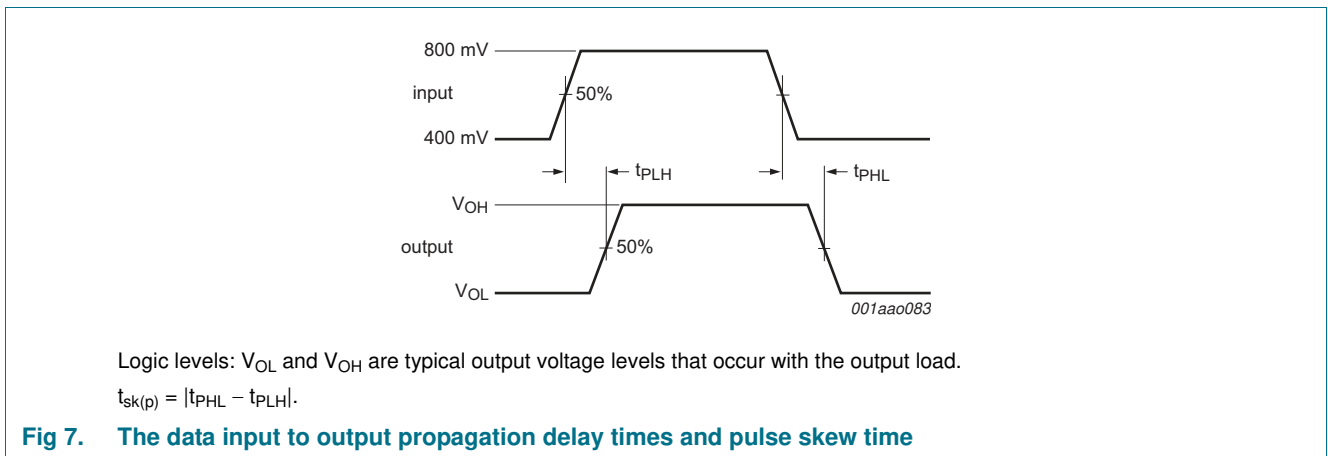 800 mV
input
50%
400 mV
tPLH
tPHL
VOH
output
50%
VOL
001aao083
Logic levels: VOL and VOH are typical output voltage levels that occur with the output load.
tsk(p) = |tPHL − tPLH|.
Fig 7. The data input to output propagation delay times and pulse skew time